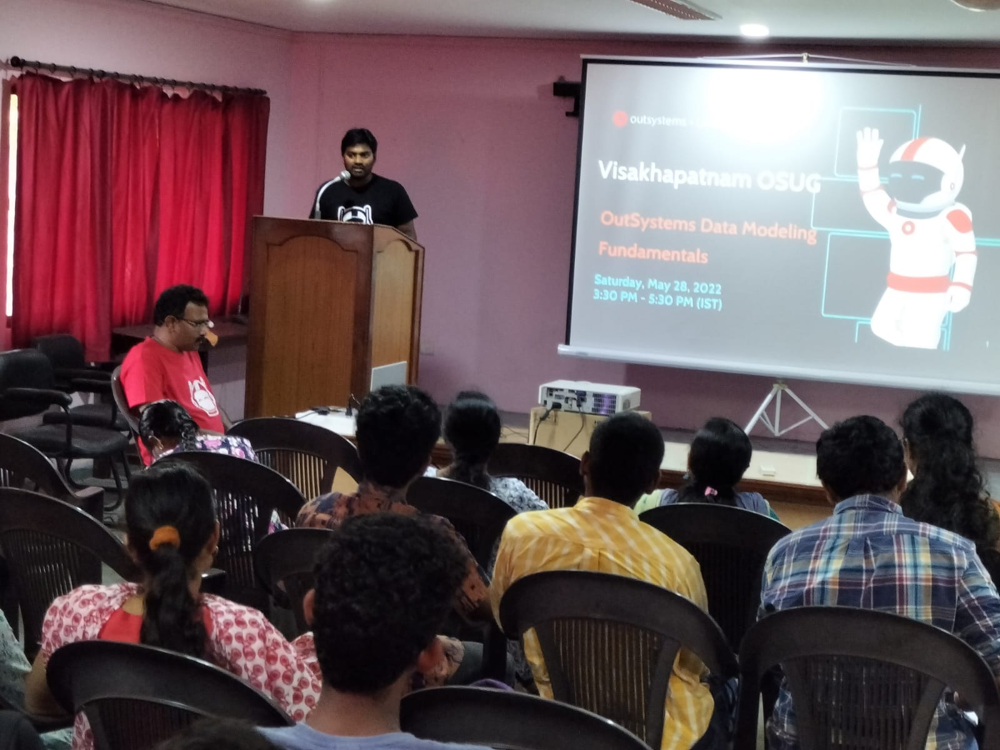 outsystems
Visakhapatnam OSUG
OutSystems Data Modeling
Fundamentals
Saturday, May 28, 2022
3:30 PM - 5:30 PM (IST)